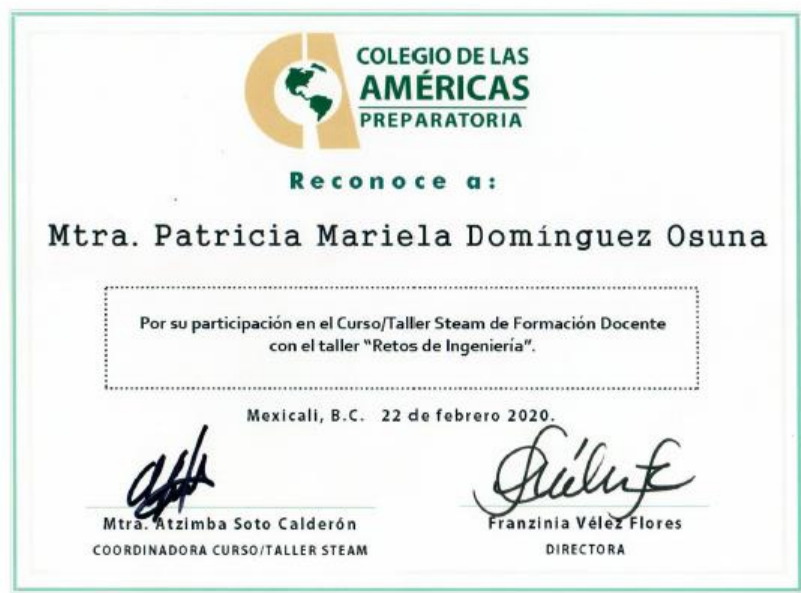 COLEGIO DE LAS
AMÉRICAS
PREPARATORIA
Reconoce a:
Mtra. Patricia Mariela Domínguez Osuna
Por su participación en el Curso/Taller Steam de Formación Docente
con el taller "Retos de Ingeniería".
Mexicali, B.C. 22 de febrero 2020.
Mtra. Atzimba Soto Calderón
COORDINADORA CURSO/TALLER STEAM
Franzinia Vélez Flores
DIRECTORA